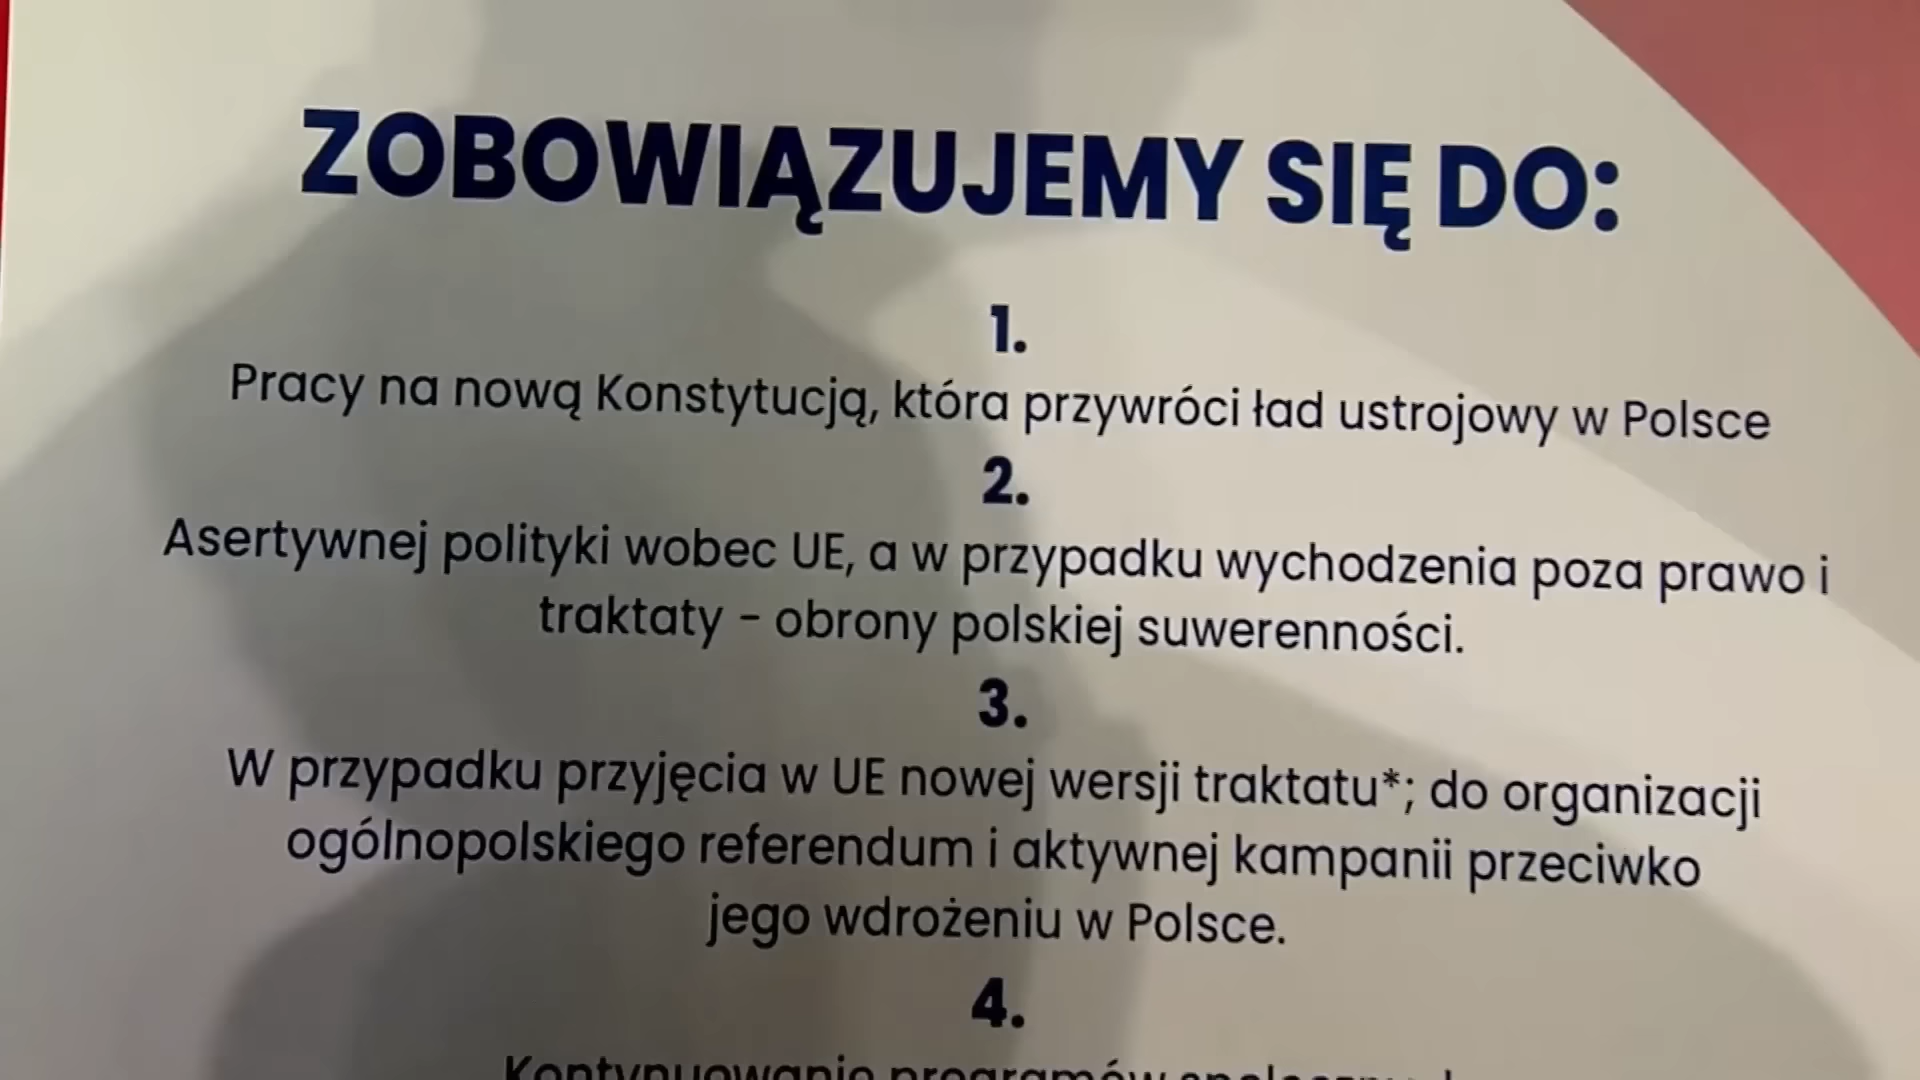 ZOBOWIĄZUJEMY SIĘ DO:
1.
Pracy na nową Konstytucją, która przywróci ład ustrojowy w Polsce
2.
Asertywnej polityki wobec UE, a w przypadku wychodzenia poza prawo i
traktaty - obrony polskiej suwerenności.
3.
W przypadku przyjęcia w UE nowej wersji traktatu*; do organizacji
ogólnopolskiego referendum i aktywnej kampanii przeciwko
jego wdrożeniu w Polsce.
4.
Kontynuowania programów